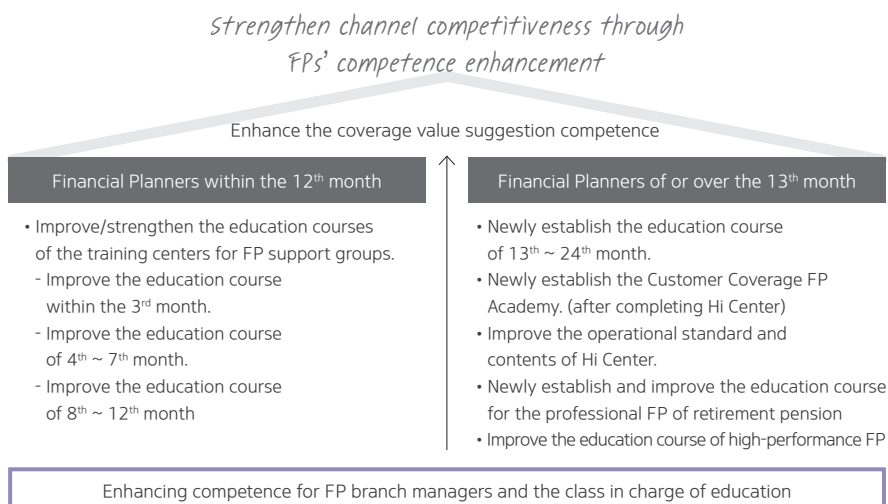 Strengthen channel competitiveness through
FPs' competence enhancement
Enhance the coverage value suggestion competence
Financial Planners within the 12th month
• Improve/strengthen the education courses
of the training centers for FP support groups.
- Improve the education course
within the 3rd month.
- Improve the education course
of 4th ~ 7th month.
- Improve the education course
of 8th ~ 12th month
Financial Planners of or over the 13th month
• Newly establish the education course
of 13th ~ 24th month.
• Newly establish the Customer Coverage FP
Academy. (after completing Hi Center)
• Improve the operational standard and
contents of Hi Center.
• Newly establish and improve the education course
for the professional FP of retirement pension
• Improve the education course of high-performance FP
Enhancing competence for FP branch managers and the class in charge of education